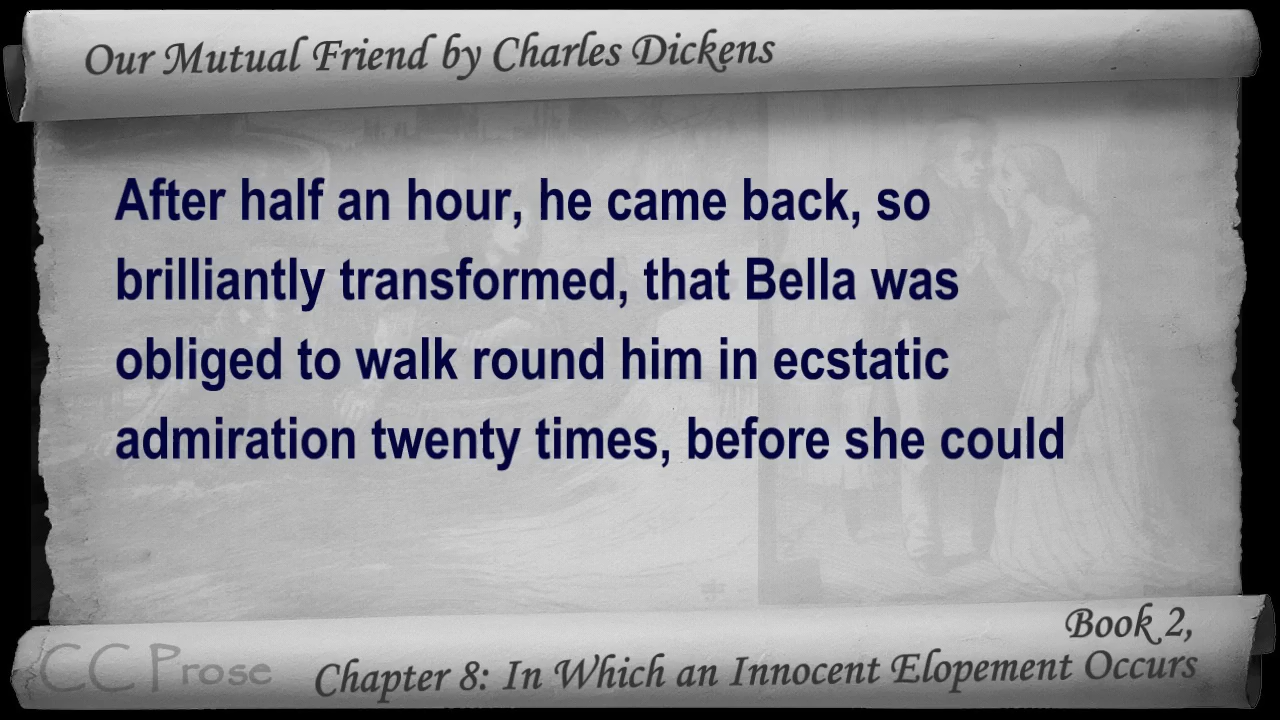 Our Mutual Friend by Charles Dickens
After half an hour, he came back, so
brilliantly transformed, that Bella was
obliged to walk round him in ecstatic
admiration twenty times, before she could
Book 2,
CC Prose
Chapter 8: In Which an Innocent Elopement Occurs